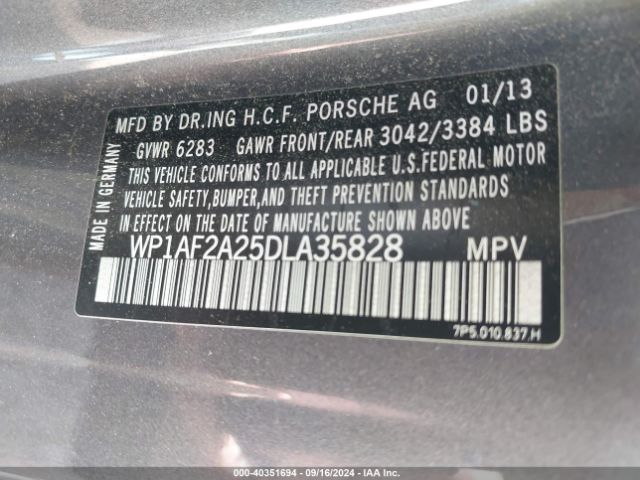 MFD BY DR.ING H.C.F. PORSCHE AG 01/13
GVWR 6283 GAWR FRONT/REAR 3042/3384 LBS
THIS VEHICLE CONFORMS TO ALL APPLICABLE U.S.FEDERAL MOTOR
VEHICLE SAFETY,BUMPER,AND THEFT PREVENTION STANDARDS
IN EFFECT ON THE DATE OF MANUFACTURE SHOWN ABOVE
WP1AF2A25DLA35828 MPV
MADE IN GERMANY
7P5.010.837.H
000-40351694 - 09/16/2024 - IAA Inc.